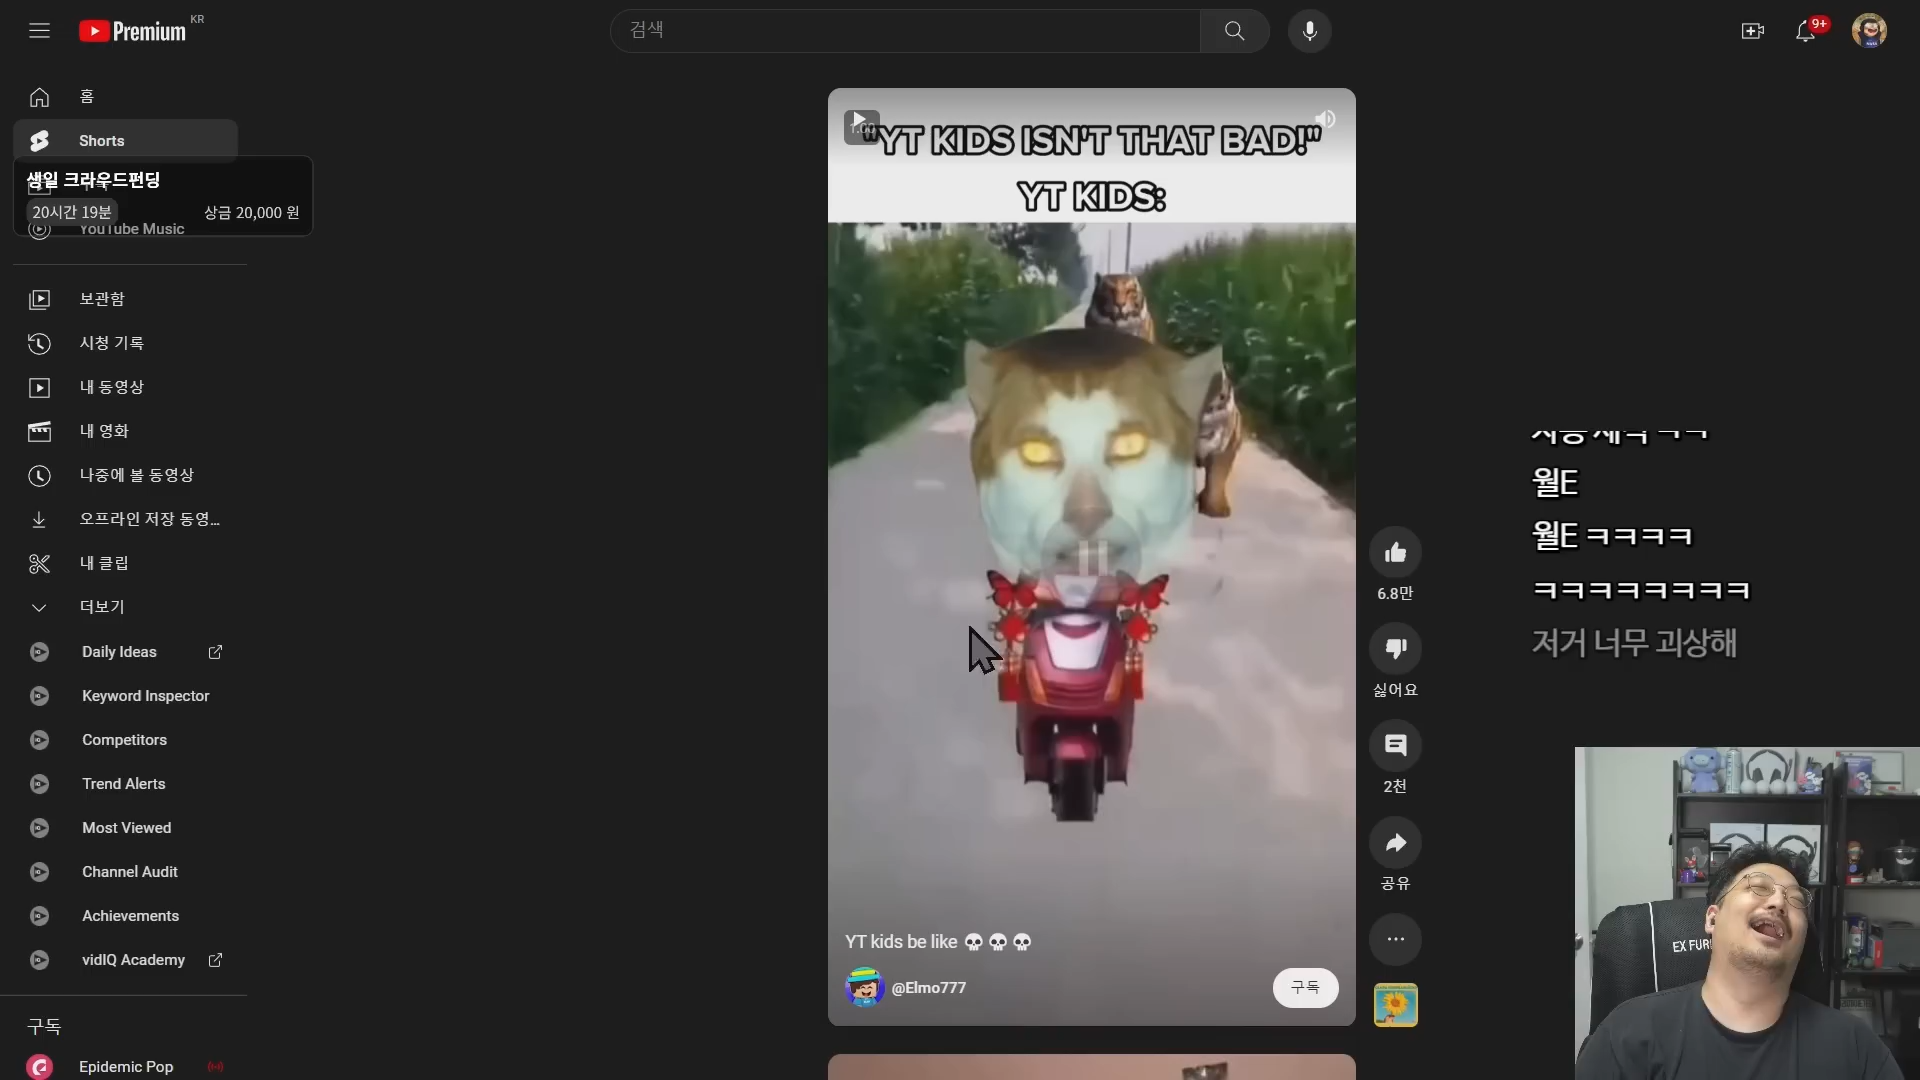 Premium KR
검색
9+
홈
Shorts
생일 크라우드펀딩
20시간 19분
상금 20,000 원
YouTube Music
보관함
시청 기록
내 동영상
내 영화
나중에 볼 동영상
오프라인 저장 동영...
내 클립
더보기
Daily Ideas
Keyword Inspector
Competitors
Trend Alerts
Most Viewed
Channel Audit
Achievements
vidIQ Academy
구독
Epidemic Pop
1.00
"YT KIDS ISN'T THAT BAD!"
YT KIDS:
YT kids be like 💀💀💀
@Elmo777
구독
6.8만
싫어요
2천
공유
월E
월E ㅋㅋㅋㅋ
ㅋㅋㅋㅋㅋㅋㅋㅋ
저거 너무 괴상해